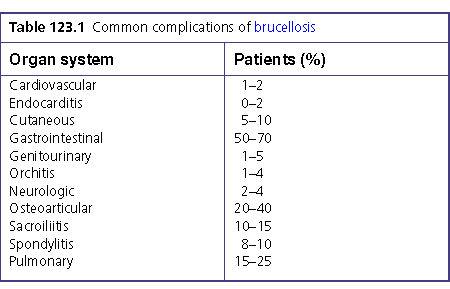 Table 123.1 Common complications of brucellosis
Organ system Patients (%)
Cardiovascular 1–2
Endocarditis 0–2
Cutaneous 5–10
Gastrointestinal 50–70
Genitourinary 1–5
Orchitis 1–4
Neurologic 2–4
Osteoarticular 20–40
Sacroiliitis 10–15
Spondylitis 8–10
Pulmonary 15–25